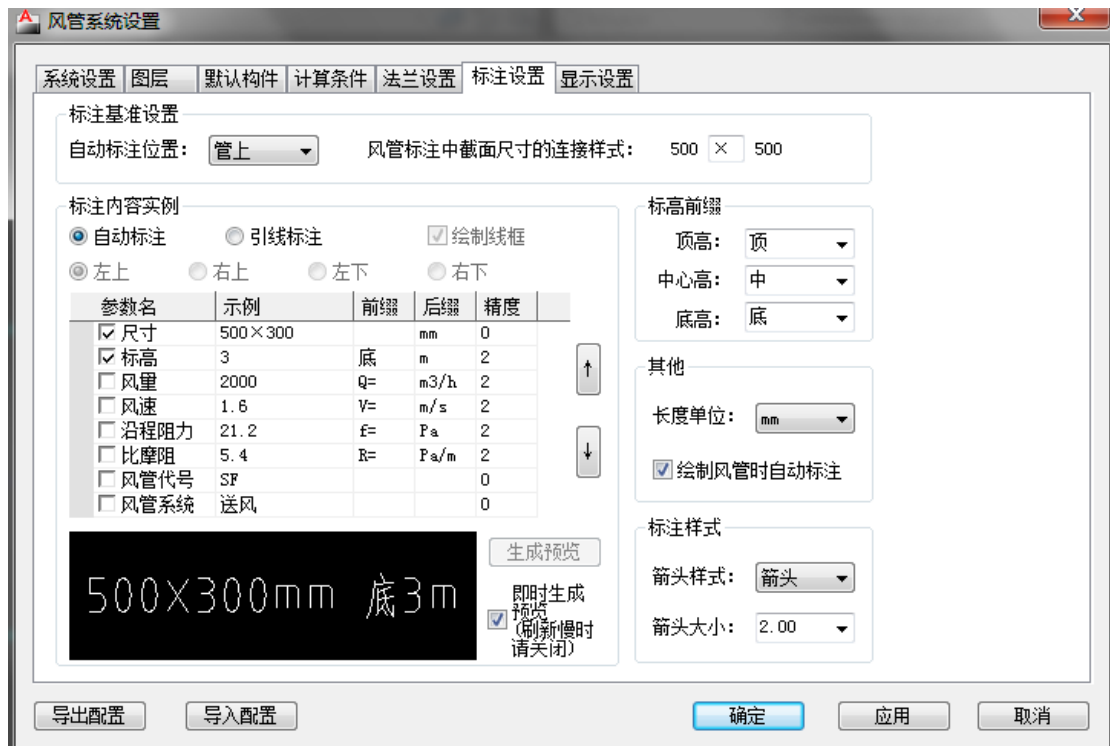 风管系统设置
系统设置 图层 默认构件 计算条件 法兰设置 标注设置 显示设置
标注基准设置
自动标注位置： 管上 风管标注中截面尺寸的连接样式： 500 × 500
标注内容实例
自动标注 引线标注 绘制线框
左上 右上 左下 右下
参数名 示例 前缀 后缀 精度
尺寸 500×300 mm 0
标高 3 底 m 2
风量 2000 Q= m3/h 2
风速 1.6 V= m/s 2
沿程阻力 21.2 f= Pa 2
比摩阻 5.4 R= Pa/m 2
风管代号 SF 0
风管系统 送风 0
↑
↓
500X300mm 底3m
生成预览
即时生成
预览
(刷新慢时
请关闭)
标高前缀
顶高： 顶
中心高： 中
底高： 底
其他
长度单位： mm
绘制风管时自动标注
标注样式
箭头样式： 箭头
箭头大小： 2.00
导出配置 导入配置 确定 应用 取消